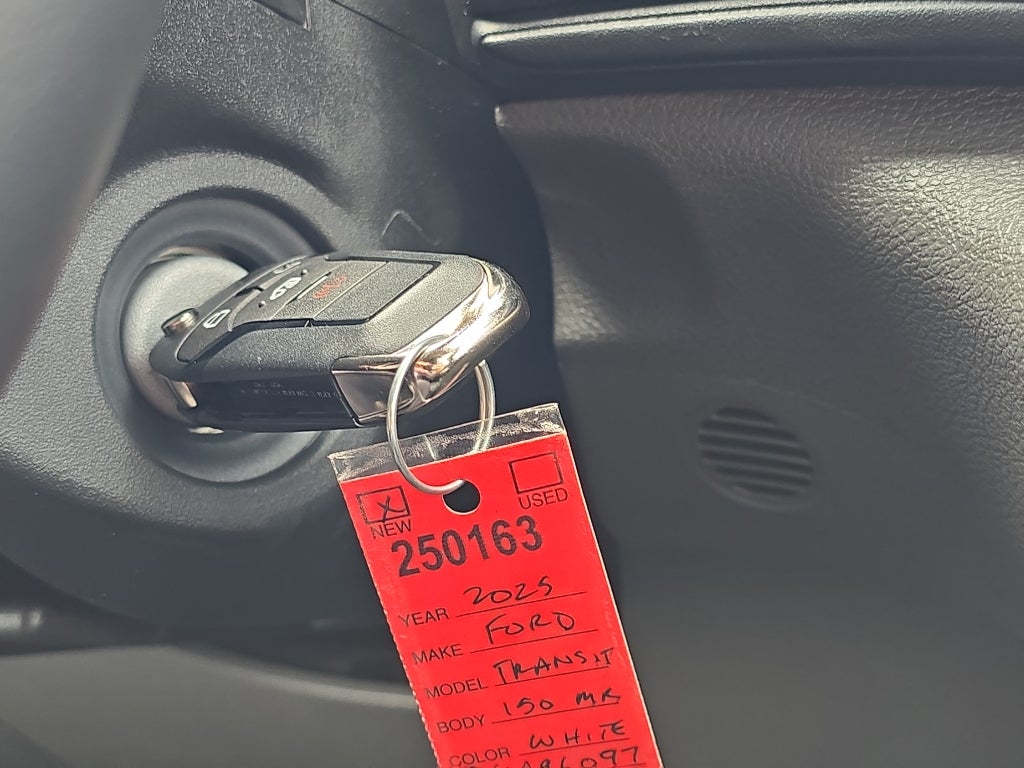 X
NEW USED
250163
YEAR 2025
MAKE FORD
MODEL TRANSIT
BODY 150 MR
COLOR WHITE